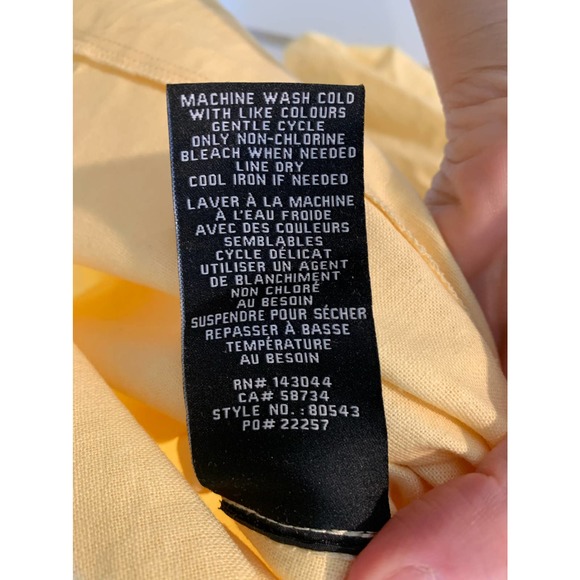 MACHINE WASH COLD
WITH LIKE COLOURS
GENTLE CYCLE
ONLY NON-CHLORINE
BLEACH WHEN NEEDED
LINE DRY
COOL IRON IF NEEDED
LAVER À LA MACHINE
À L'EAU FROIDE
AVEC DES COULEURS
SEMBLABLES
CYCLE DÉLICAT
UTILISER UN AGENT
DE BLANCHIMENT
NON CHLORÉ
AU BESOIN
SUSPENDRE POUR SÉCHER
REPASSER À BASSE
TEMPÉRATURE
AU BESOIN
RN# 143044
CA# 58734
STYLE NO. :80543
PO# 22257